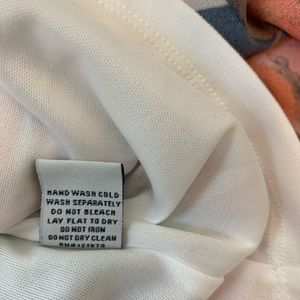 HAND WASH COLD
WASH SEPARATELY
DO NOT BLEACH
LAY FLAT TO DRY
DO NOT IRON
DO NOT DRY CLEAN